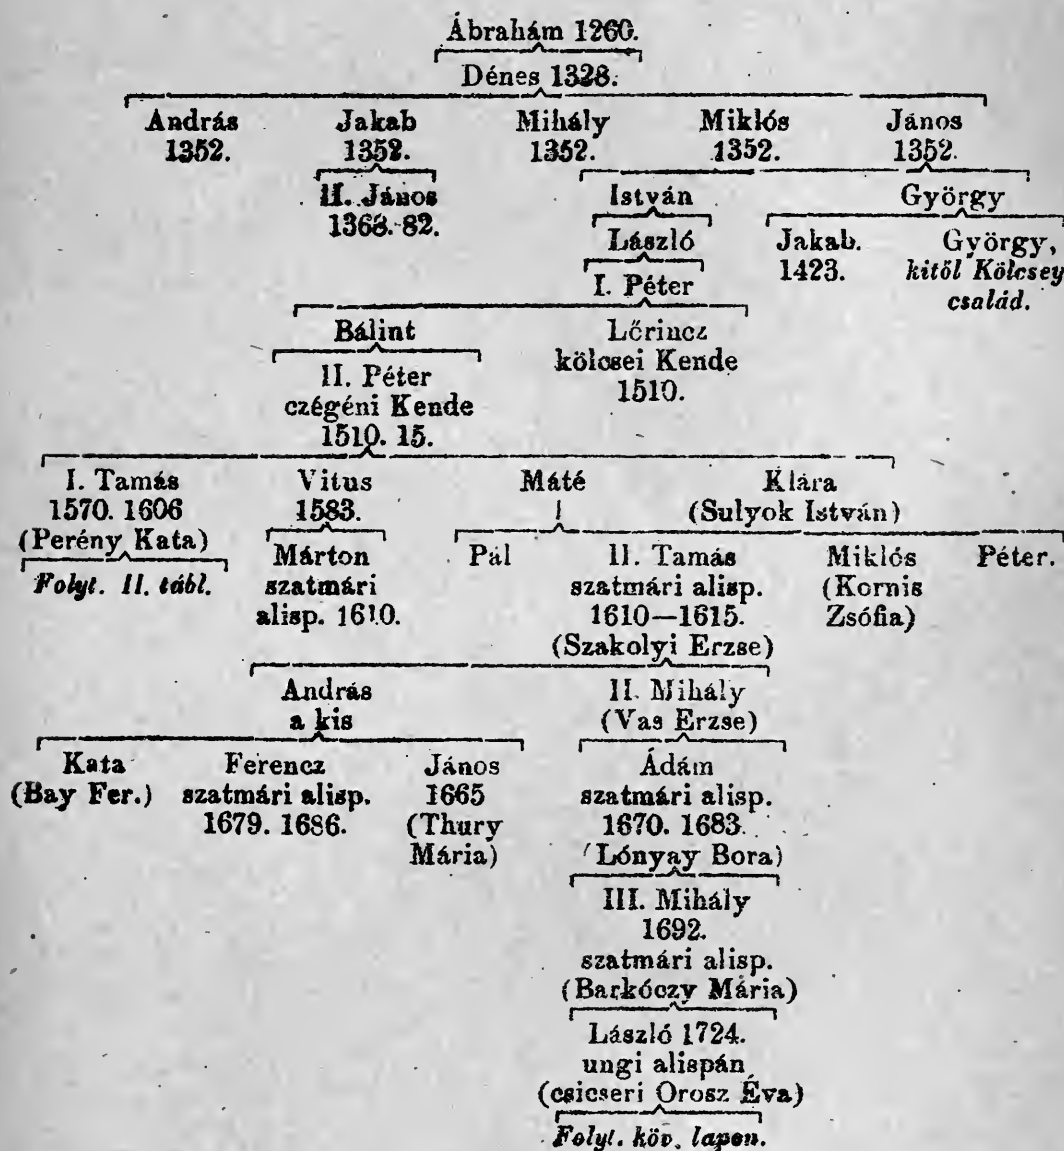 Ábrahám 1260.
Dénes 1328.
András Jakab Mihály Miklós János
1352. 1352. 1352. 1352. 1352.
II. János István György
1368. 82. László Jakab. György,
I. Péter 1423. kitől Kölcsey
család.
Bálint Lőrincz
II. Péter kölcsei Kende
czégéni Kende 1510.
1510. 15.
I. Tamás Vitus Máté Klára
1570. 1606 1583. (Sulyok István)
(Perény Kata) Márton Pál II. Tamás Miklós Péter.
Folyt. II. tábl. szatmári szatmári alisp. (Kornis
alisp. 1610. 1610—1615. Zsófia)
(Szakolyi Erzse)
András II. Mihály
a kis (Vas Erzse)
Kata Ferencz János Ádám
(Bay Fer.) szatmári alisp. 1665 szatmári alisp.
1679. 1686. (Thury 1670. 1683.
Mária) (Lónyay Bora)
III. Mihály
1692.
szatmári alisp.
(Barkóczy Mária)
László 1724.
ungi alispán
(csicseri Orosz Éva)
Folyt. köv. lapon.